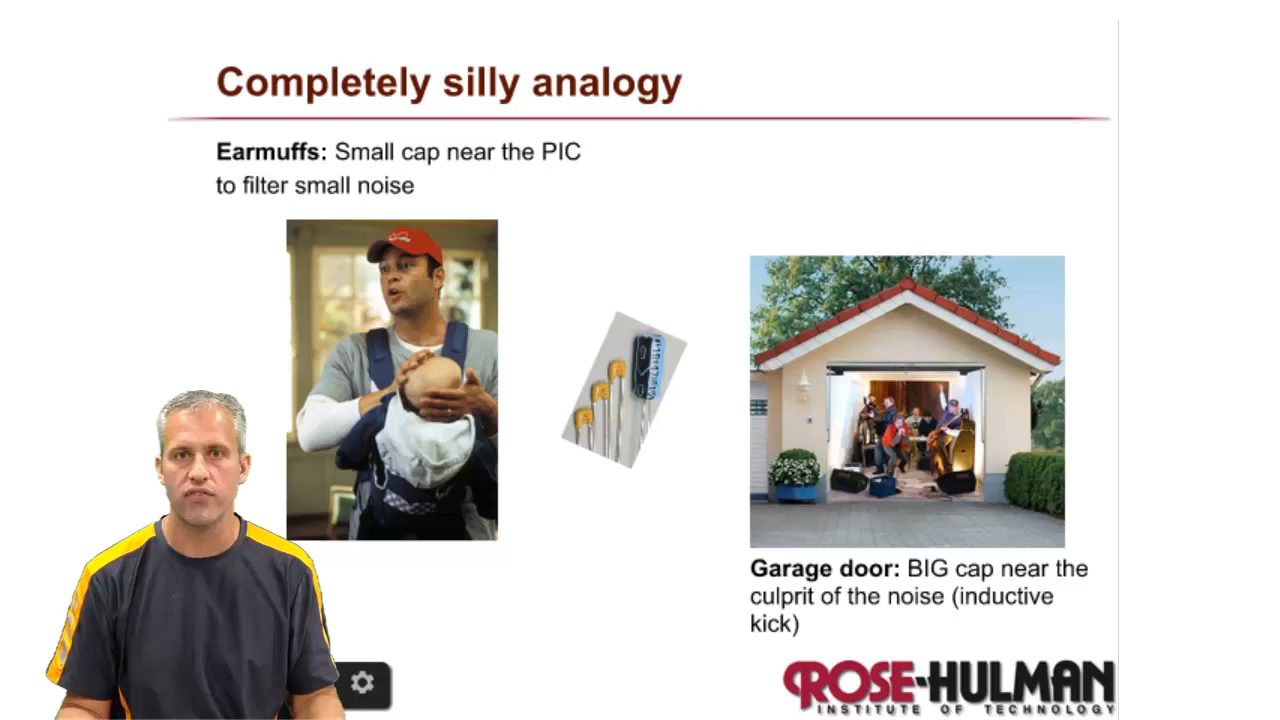 Completely silly analogy
Earmuffs: Small cap near the PIC
to filter small noise
Garage door: BIG cap near the
culprit of the noise (inductive
kick)
ROSE-HULMAN
INSTITUTE OF TECHNOLOGY